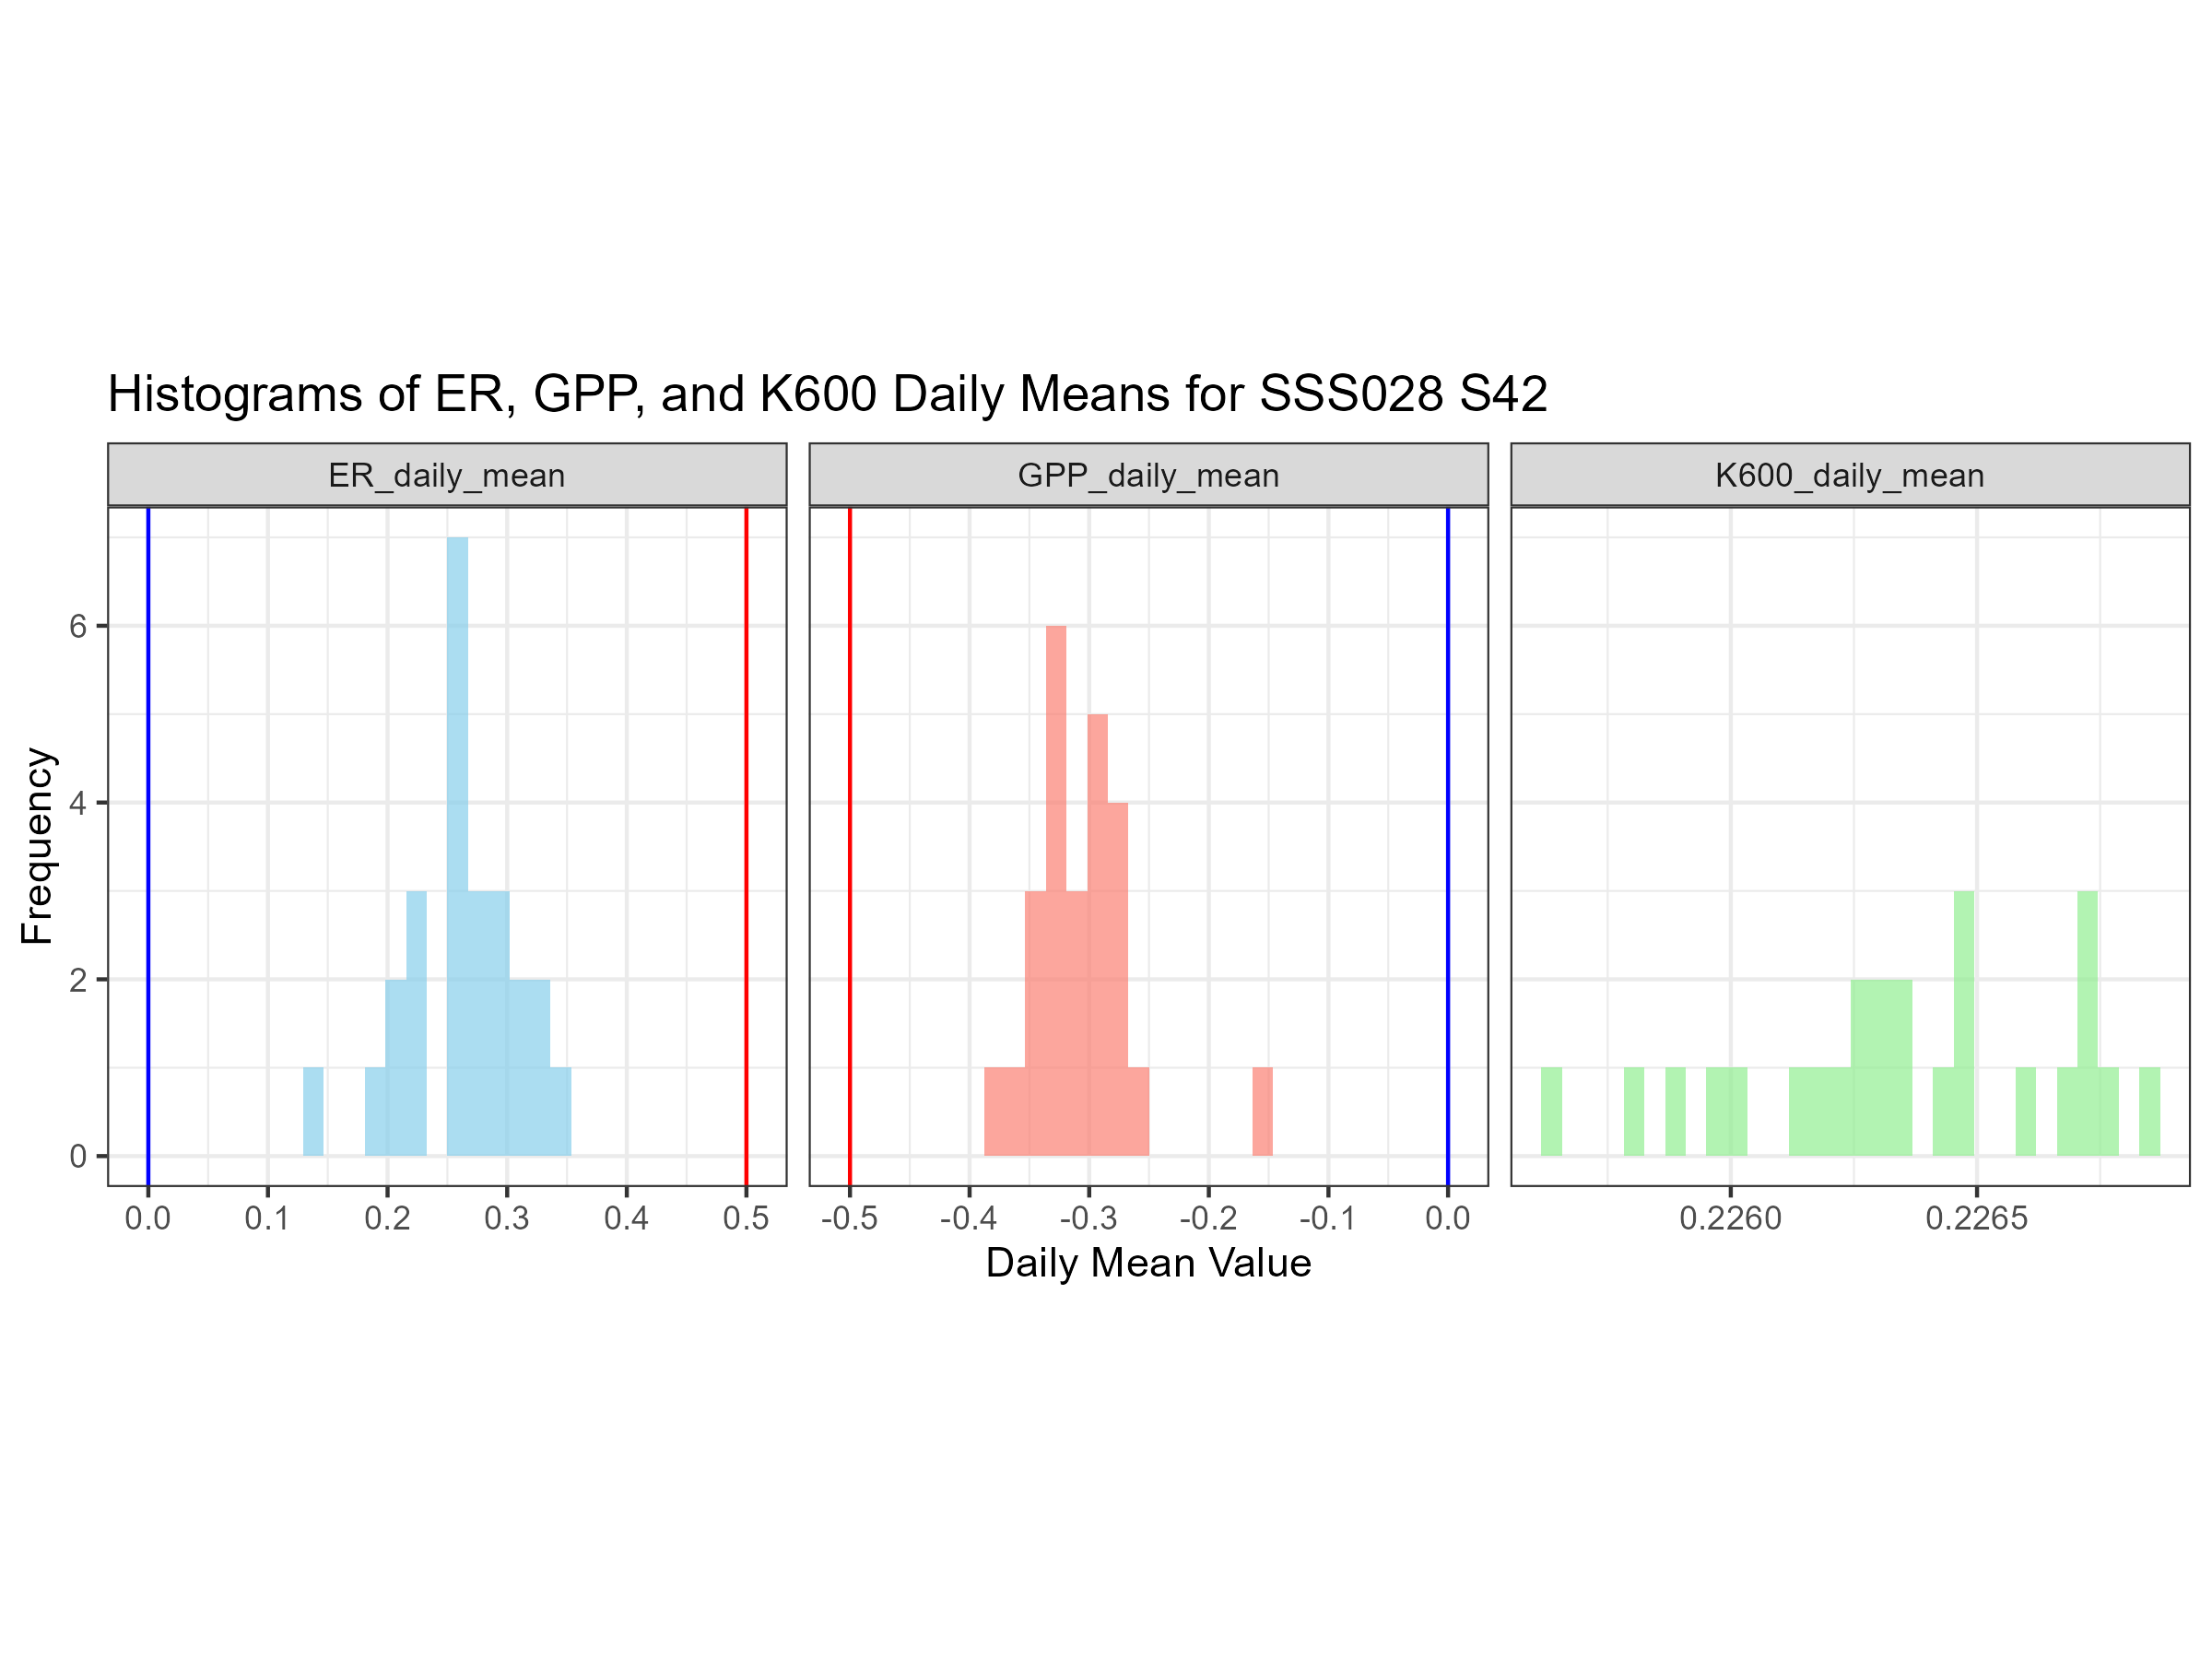 Histograms of ER, GPP, and K600 Daily Means for SSS028 S42
ER_daily_mean GPP_daily_mean K600_daily_mean
Frequency
6
4
2
0
0.0 0.1 0.2 0.3 0.4 0.5 -0.5 -0.4 -0.3 -0.2 -0.1 0.0 0.2260 0.2265
Daily Mean Value